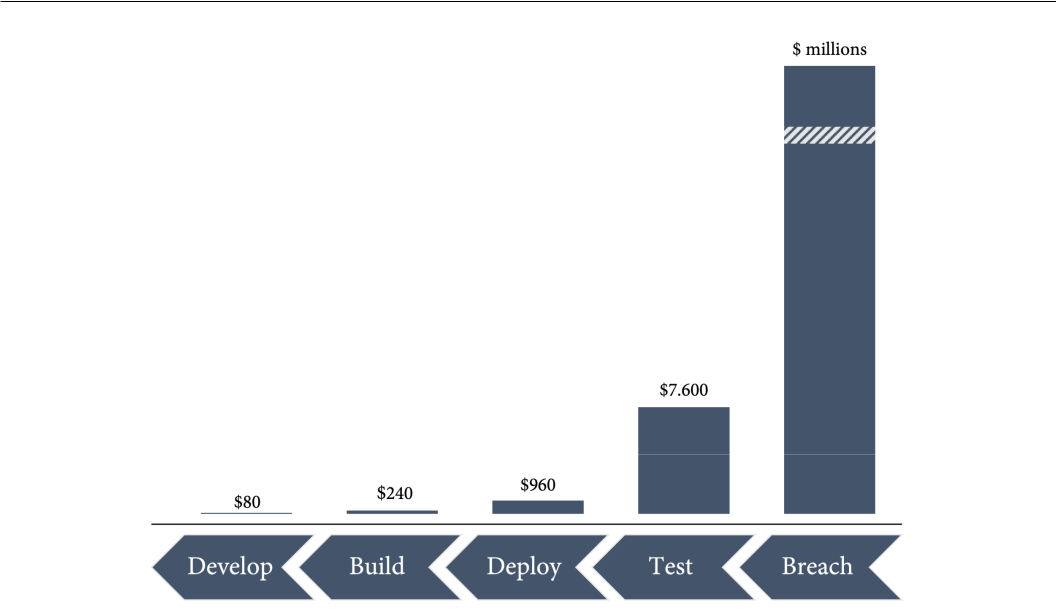 $ millions
$7.600
$960
$240
$80
Develop
Build
Deploy
Test
Breach